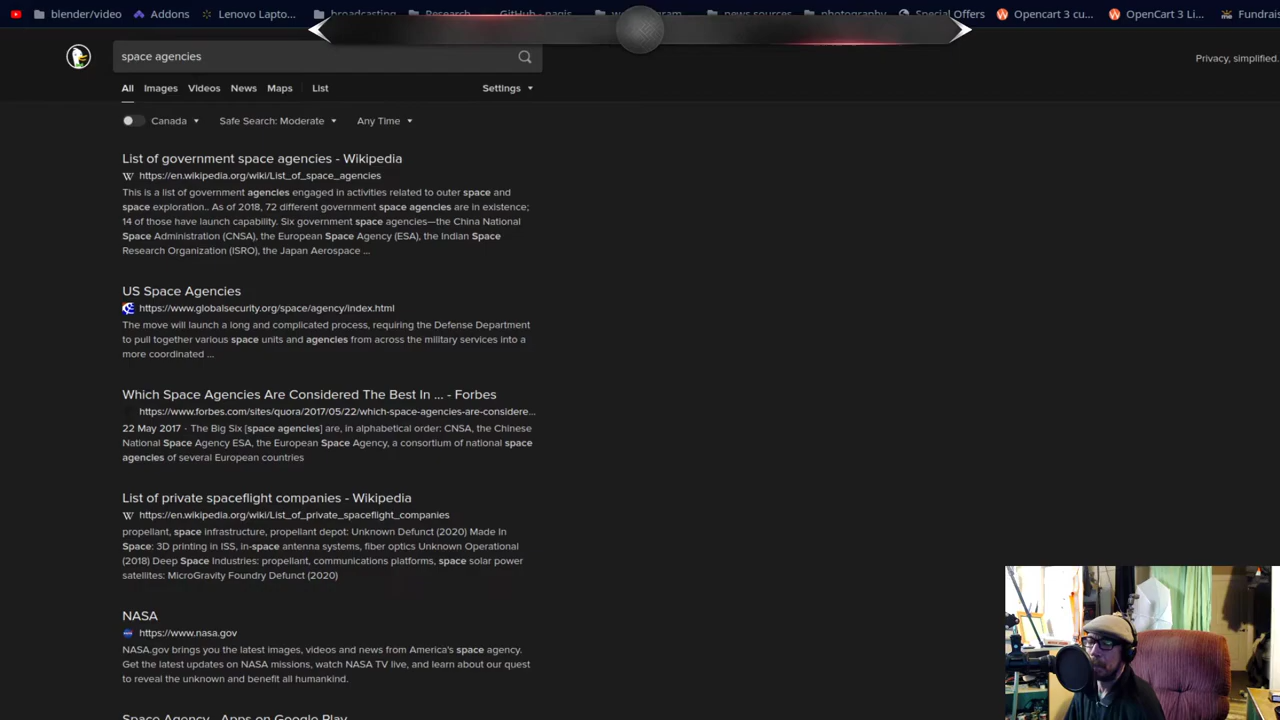 blender/video Addons Lenovo Lapto... broadcasting Research GitHub - nagis news sources photography Special Offers Opencart 3 cu... OpenCart 3 Li... Fundrais
space agencies
Privacy, simplified.
All Images Videos News Maps List Settings
Canada Safe Search: Moderate Any Time
List of government space agencies - Wikipedia
https://en.wikipedia.org/wiki/List_of_space_agencies
This is a list of government agencies engaged in activities related to outer space and
space exploration.. As of 2018, 72 different government space agencies are in existence;
14 of those have launch capability. Six government space agencies—the China National
Space Administration (CNSA), the European Space Agency (ESA), the Indian Space
Research Organization (ISRO), the Japan Aerospace ...
US Space Agencies
https://www.globalsecurity.org/space/agency/index.html
The move will launch a long and complicated process, requiring the Defense Department
to pull together various space units and agencies from across the military services into a
more coordinated ...
Which Space Agencies Are Considered The Best In ... - Forbes
https://www.forbes.com/sites/quora/2017/05/22/which-space-agencies-are-considere...
22 May 2017 · The Big Six [space agencies] are, in alphabetical order: CNSA, the Chinese
National Space Agency ESA, the European Space Agency, a consortium of national space
agencies of several European countries
List of private spaceflight companies - Wikipedia
https://en.wikipedia.org/wiki/List_of_private_spaceflight_companies
propellant, space infrastructure, propellant depot: Unknown Defunct (2020) Made In
Space: 3D printing in ISS, in-space antenna systems, fiber optics Unknown Operational
(2018) Deep Space Industries: propellant, communications platforms, space solar power
satellites: MicroGravity Foundry Defunct (2020)
NASA
https://www.nasa.gov
NASA.gov brings you the latest images, videos and news from America's space agency.
Get the latest updates on NASA missions, watch NASA TV live, and learn about our quest
to reveal the unknown and benefit all humankind.
Space Agency - Apps on Google Play